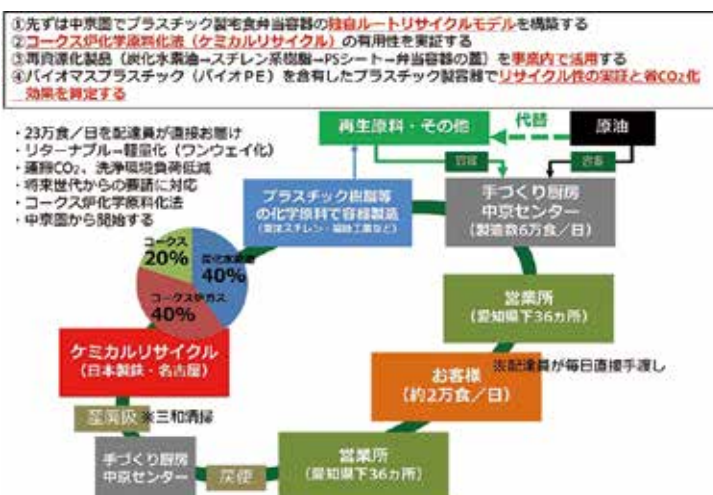 ①先ずは中京圏でプラスチック製宅食弁当容器の独自ルートリサイクルモデルを構築する
②コークス炉化学原料化法（ケミカルリサイクル）の有用性を実証する
③再資源化製品（炭化水素油→スチレン系樹脂→PSシート→弁当容器の蓋）を事業内で活用する
④バイオマスプラスチック（バイオPE）を含有したプラスチック製容器でリサイクル性の実証と省CO₂化
効果を算定する
・23万食／日を配達員が直接お届け
・リターナブル→軽量化（ワンウェイ化）
・運搬CO₂、洗浄環境負荷低減
・将来世代からの要請に対応
・コークス炉化学原料化法
・中京圏から開始する
再生原料・その他
代替
原油
容器
容器
プラスチック樹脂等
の化学原料で容器製造
手づくり厨房
中京センター
（製造数6万食／日）
コークス
20%
炭化水素油
40%
コークス炉ガス
40%
営業所
（愛知県下36カ所）
ケミカルリサイクル
（日本製鉄・名古屋）
※配達員が毎日直接手渡し
お客様
（約2万食／日）
産廃収
※三和清掃
手づくり厨房
中京センター
戻便
営業所
（愛知県下36カ所）